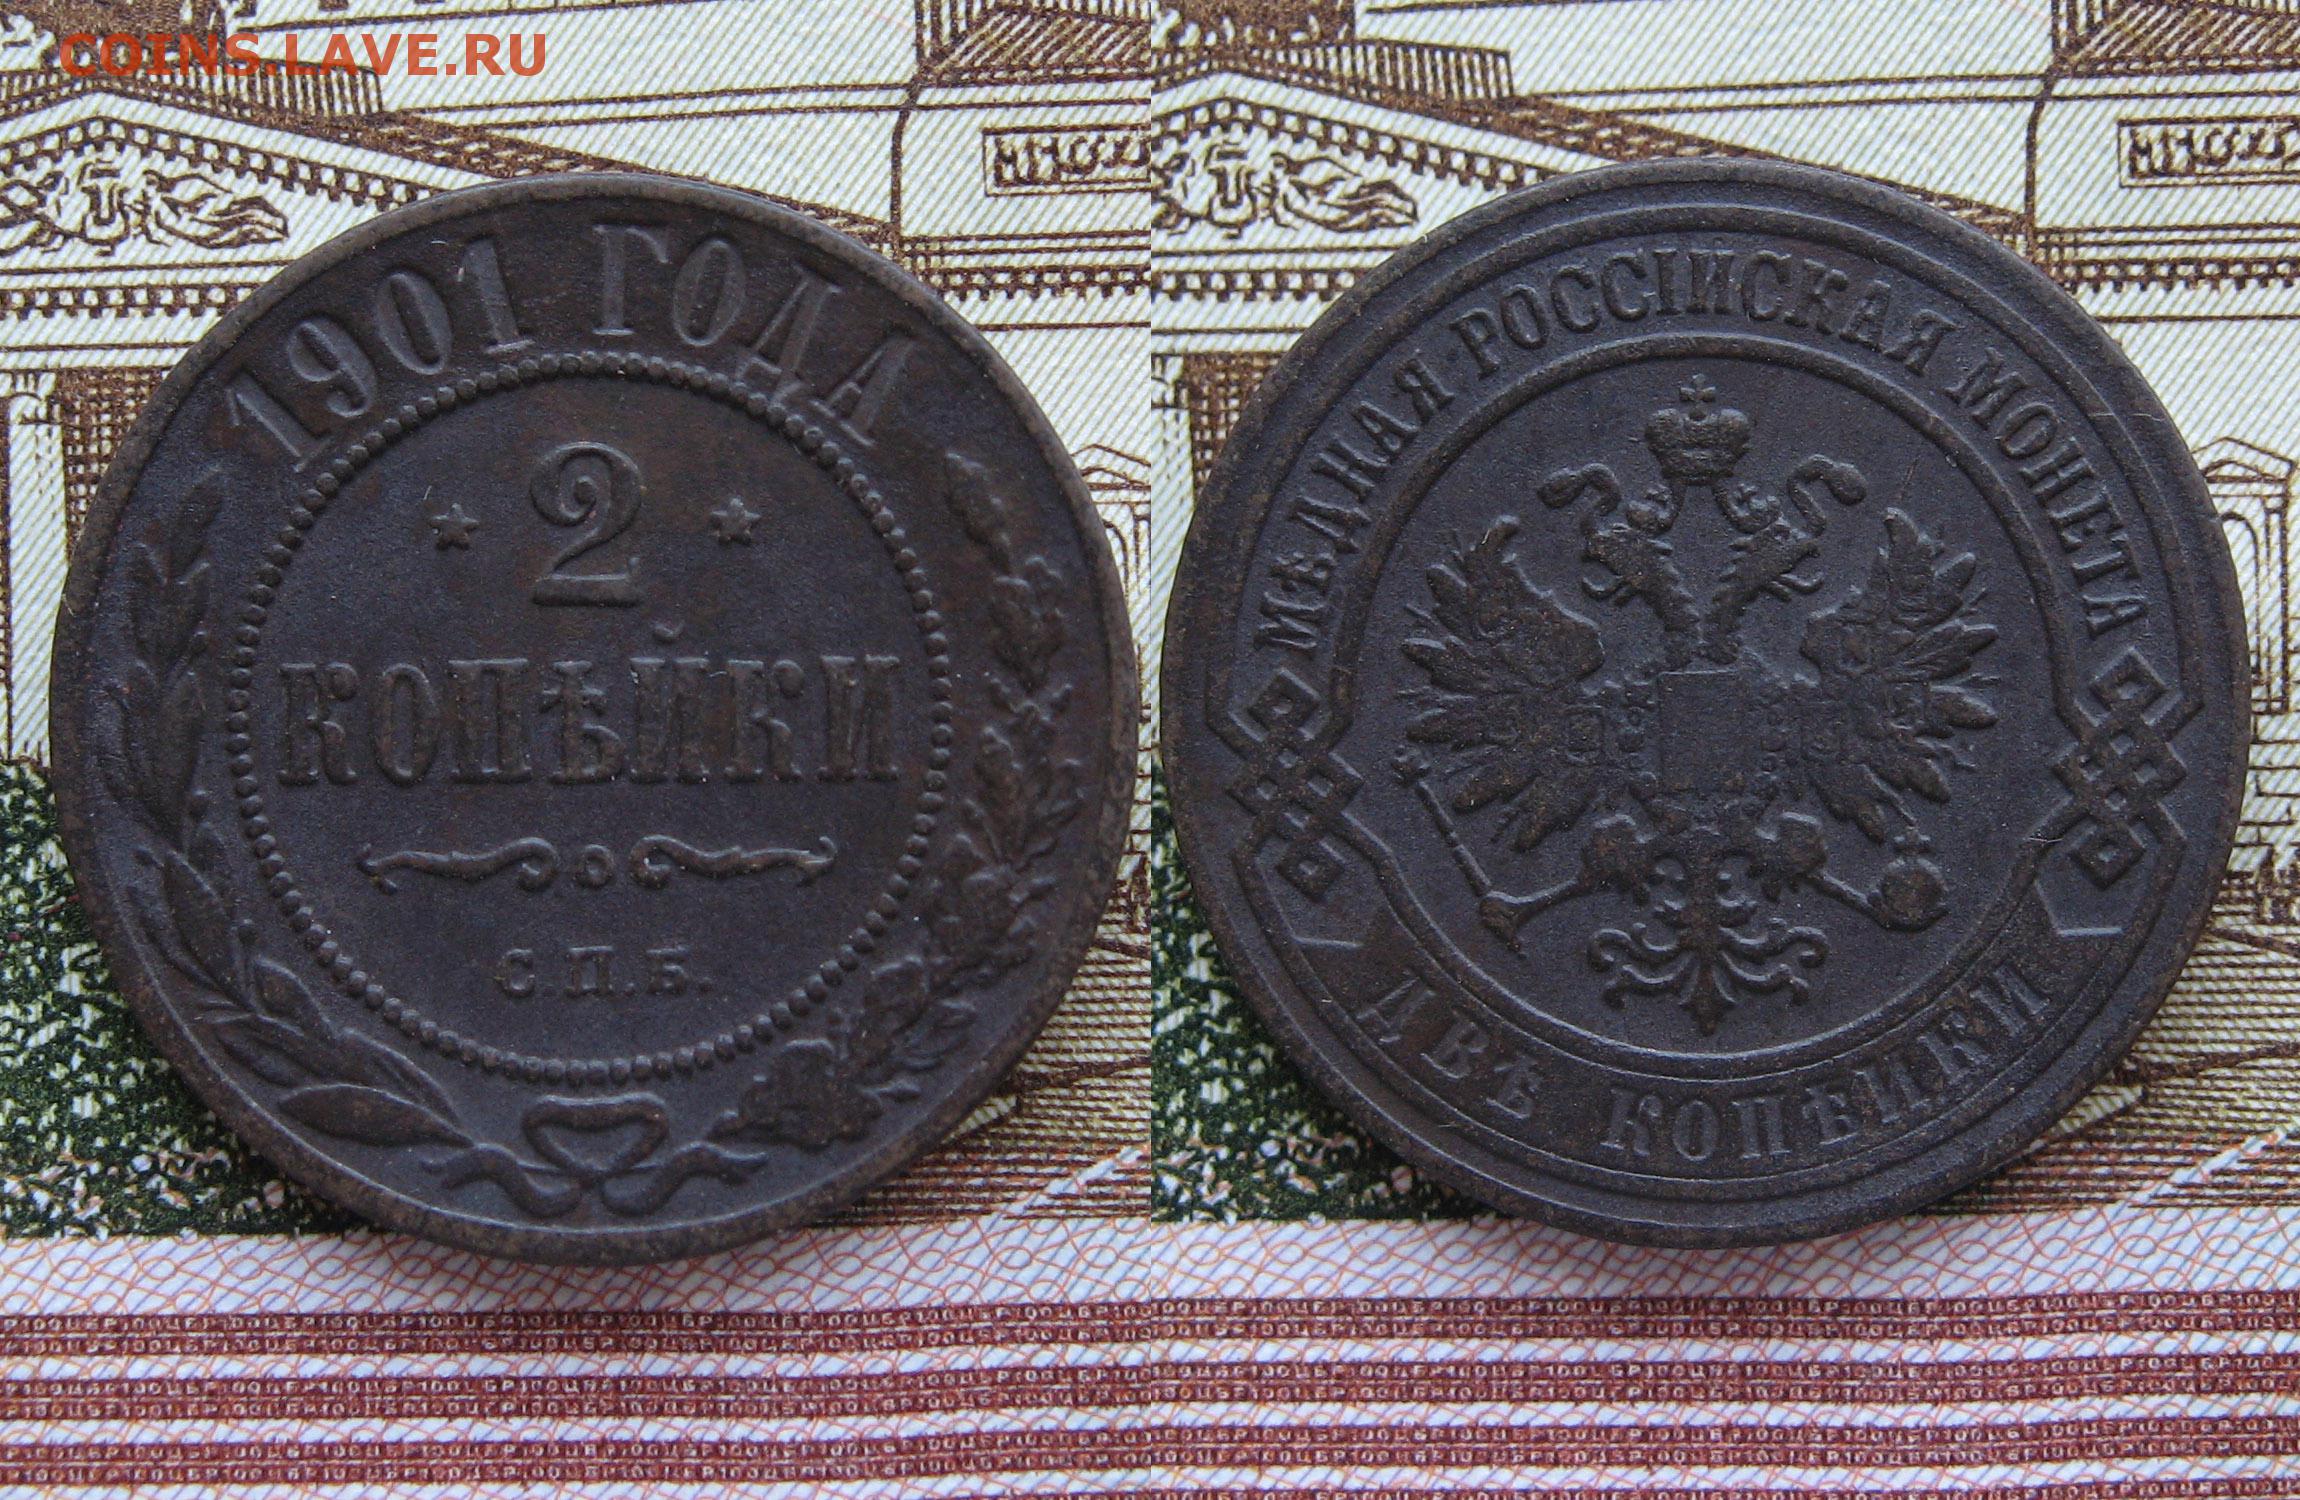 COINS.LAVE.RU
1901 ГОДА
* 2 *
КОПѢЙКИ
С.П.Б.
МѢДНАЯ РОССІЙСКАЯ МОНЕТА
ДВѢ КОПѢЙКИ